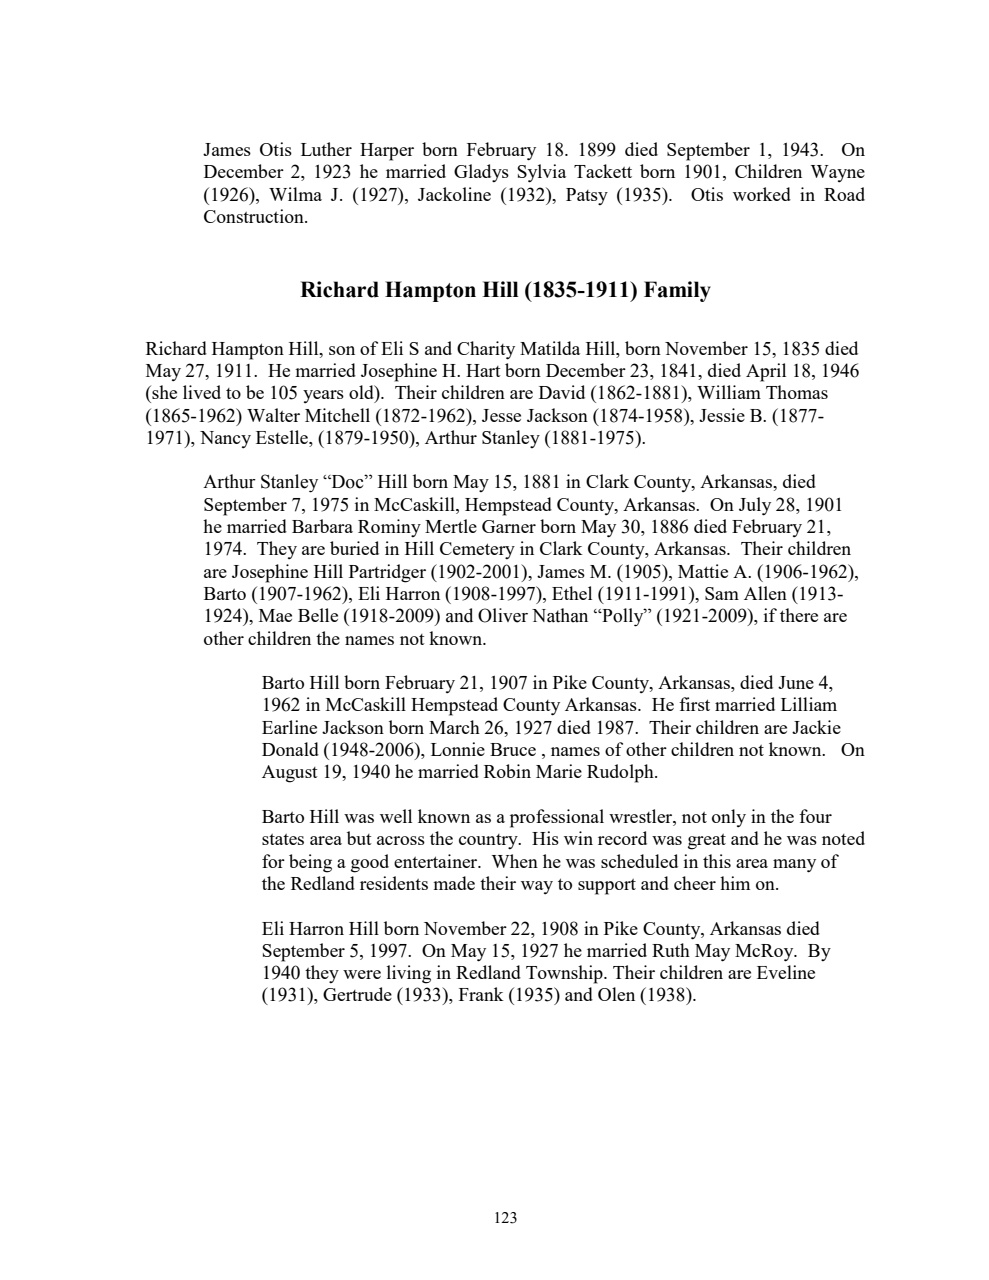 James Otis Luther Harper born February 18. 1899 died September 1, 1943. On
December 2, 1923 he married Gladys Sylvia Tackett born 1901, Children Wayne
(1926), Wilma J. (1927), Jackoline (1932), Patsy (1935). Otis worked in Road
Construction.
Richard Hampton Hill (1835-1911) Family
Richard Hampton Hill, son of Eli S and Charity Matilda Hill, born November 15, 1835 died
May 27, 1911. He married Josephine H. Hart born December 23, 1841, died April 18, 1946
(she lived to be 105 years old). Their children are David (1862-1881), William Thomas
(1865-1962) Walter Mitchell (1872-1962), Jesse Jackson (1874-1958), Jessie B. (1877-
1971), Nancy Estelle, (1879-1950), Arthur Stanley (1881-1975).
Arthur Stanley “Doc” Hill born May 15, 1881 in Clark County, Arkansas, died
September 7, 1975 in McCaskill, Hempstead County, Arkansas. On July 28, 1901
he married Barbara Rominy Mertle Garner born May 30, 1886 died February 21,
1974. They are buried in Hill Cemetery in Clark County, Arkansas. Their children
are Josephine Hill Partridger (1902-2001), James M. (1905), Mattie A. (1906-1962),
Barto (1907-1962), Eli Harron (1908-1997), Ethel (1911-1991), Sam Allen (1913-
1924), Mae Belle (1918-2009) and Oliver Nathan “Polly” (1921-2009), if there are
other children the names not known.
Barto Hill born February 21, 1907 in Pike County, Arkansas, died June 4,
1962 in McCaskill Hempstead County Arkansas. He first married Lilliam
Earline Jackson born March 26, 1927 died 1987. Their children are Jackie
Donald (1948-2006), Lonnie Bruce , names of other children not known. On
August 19, 1940 he married Robin Marie Rudolph.
Barto Hill was well known as a professional wrestler, not only in the four
states area but across the country. His win record was great and he was noted
for being a good entertainer. When he was scheduled in this area many of
the Redland residents made their way to support and cheer him on.
Eli Harron Hill born November 22, 1908 in Pike County, Arkansas died
September 5, 1997. On May 15, 1927 he married Ruth May McRoy. By
1940 they were living in Redland Township. Their children are Eveline
(1931), Gertrude (1933), Frank (1935) and Olen (1938).
123